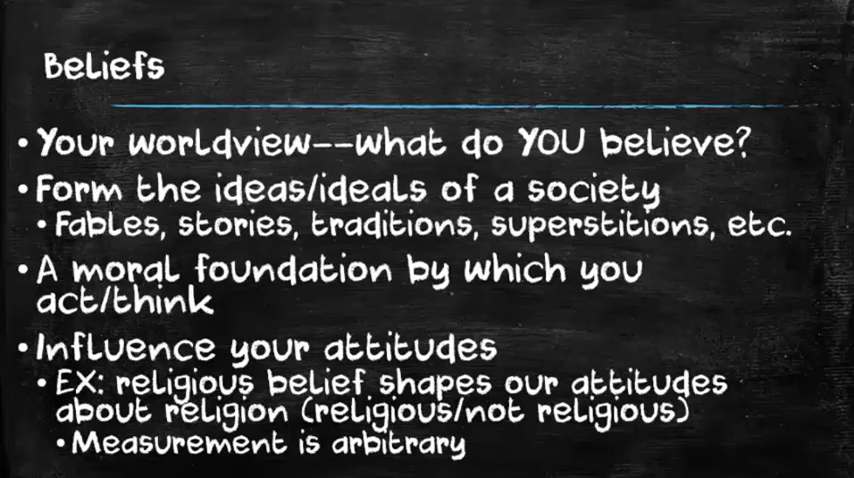 Beliefs
• Your worldview--what do YOU believe?
• Form the ideas/ideals of a society
• Fables, stories, traditions, superstitions, etc.
• A moral foundation by which you
act/think
• Influence your attitudes
• EX: religious belief shapes our attitudes
about religion (religious/not religious)
• Measurement is arbitrary